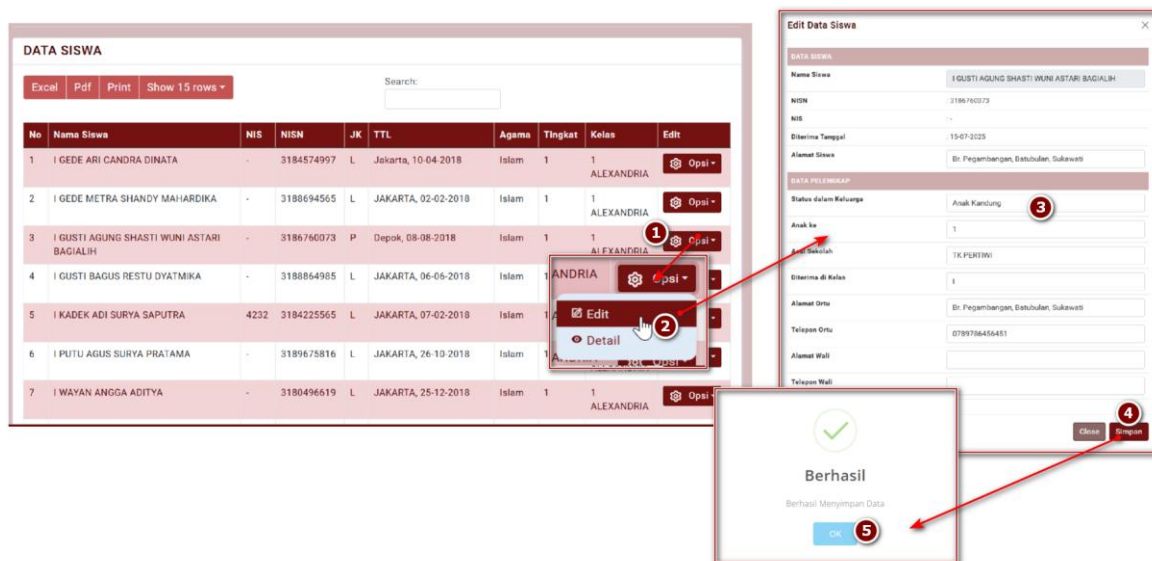 DATA SISWA
Excel Pdf Print Show 15 rows
Search:
No Nama Siswa NIS NISN JK TTL Agama Tingkat Kelas Edit
1 I GEDE ARI CANDRA DINATA - 3184574997 L Jakarta, 10-04-2018 Islam 1 1 ALEXANDRIA Opsi
2 I GEDE METRA SHANDY MAHARDIKA - 3188694565 L JAKARTA, 02-02-2018 Islam 1 1 ALEXANDRIA Opsi
3 I GUSTI AGUNG SHASTI WUNI ASTARI - 3186760073 P Depok, 08-08-2018 Islam 1 1 ALEXANDRIA Opsi
BAGIALIH
4 I GUSTI BAGUS RESTU DYATMIKA - 3188864985 L JAKARTA, 06-06-2018 Islam 1
5 I KADEK ADI SURYA SAPUTRA 4232 3184225565 L JAKARTA, 07-02-2018 Islam 1
6 I PUTU AGUS SURYA PRATAMA - 3189675816 L JAKARTA, 26-10-2018 Islam 1
7 I WAYAN ANGGA ADITYA - 3180496619 L JAKARTA, 25-12-2018 Islam 1 1 ALEXANDRIA Opsi
1
ANDRIA Opsi
Edit
2
Detail
Edit Data Siswa
DATA SISWA
Nama Siswa I GUSTI AGUNG SHASTI WUNI ASTARI BAGIALIH
NISN : 3186760073
NIS : -
Diterima Tanggal : 15-07-2025
Alamat Siswa Br. Pegambangan, Batubulan, Sukawati
DATA PELENGKAP
Status dalam Keluarga Anak Kandung
3
Anak ke 1
Asal Sekolah TK PERTIWI
Diterima di Kelas
Alamat Ortu Br. Pegambangan, Batubulan, Sukawati
Telepon Ortu 0789786456451
Alamat Wali
Telepon Wali
4
Close Simpan
Berhasil
Berhasil Menyimpan Data
OK
5